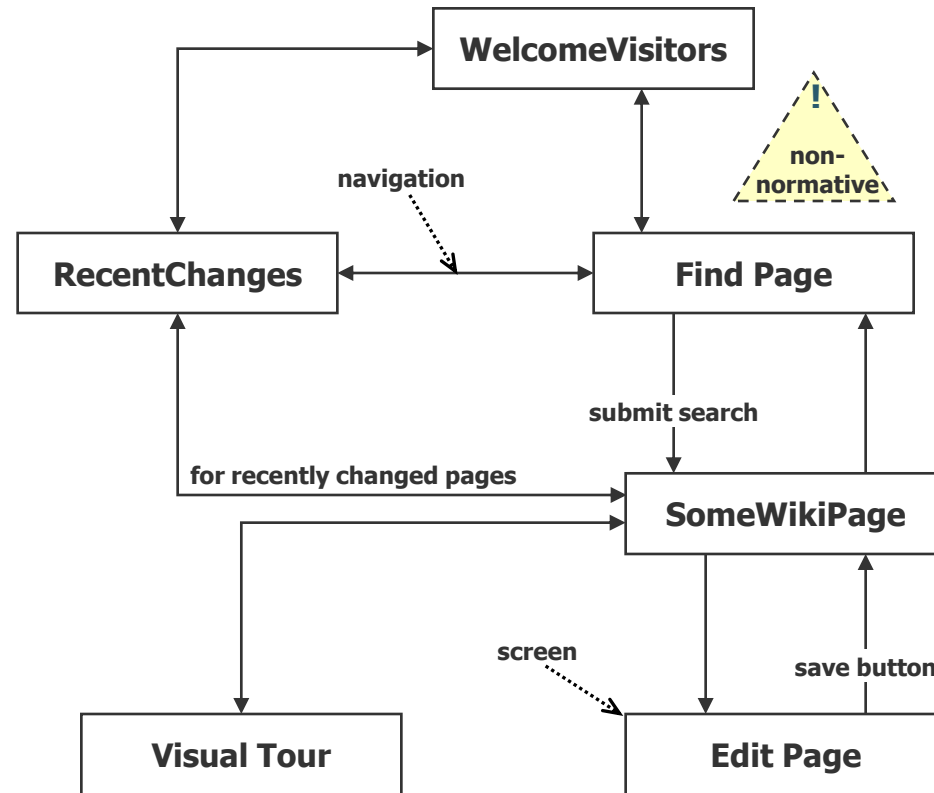 WelcomeVisitors
!
non-
normative
navigation
RecentChanges
Find Page
submit search
for recently changed pages
SomeWikiPage
screen
save button
Visual Tour
Edit Page